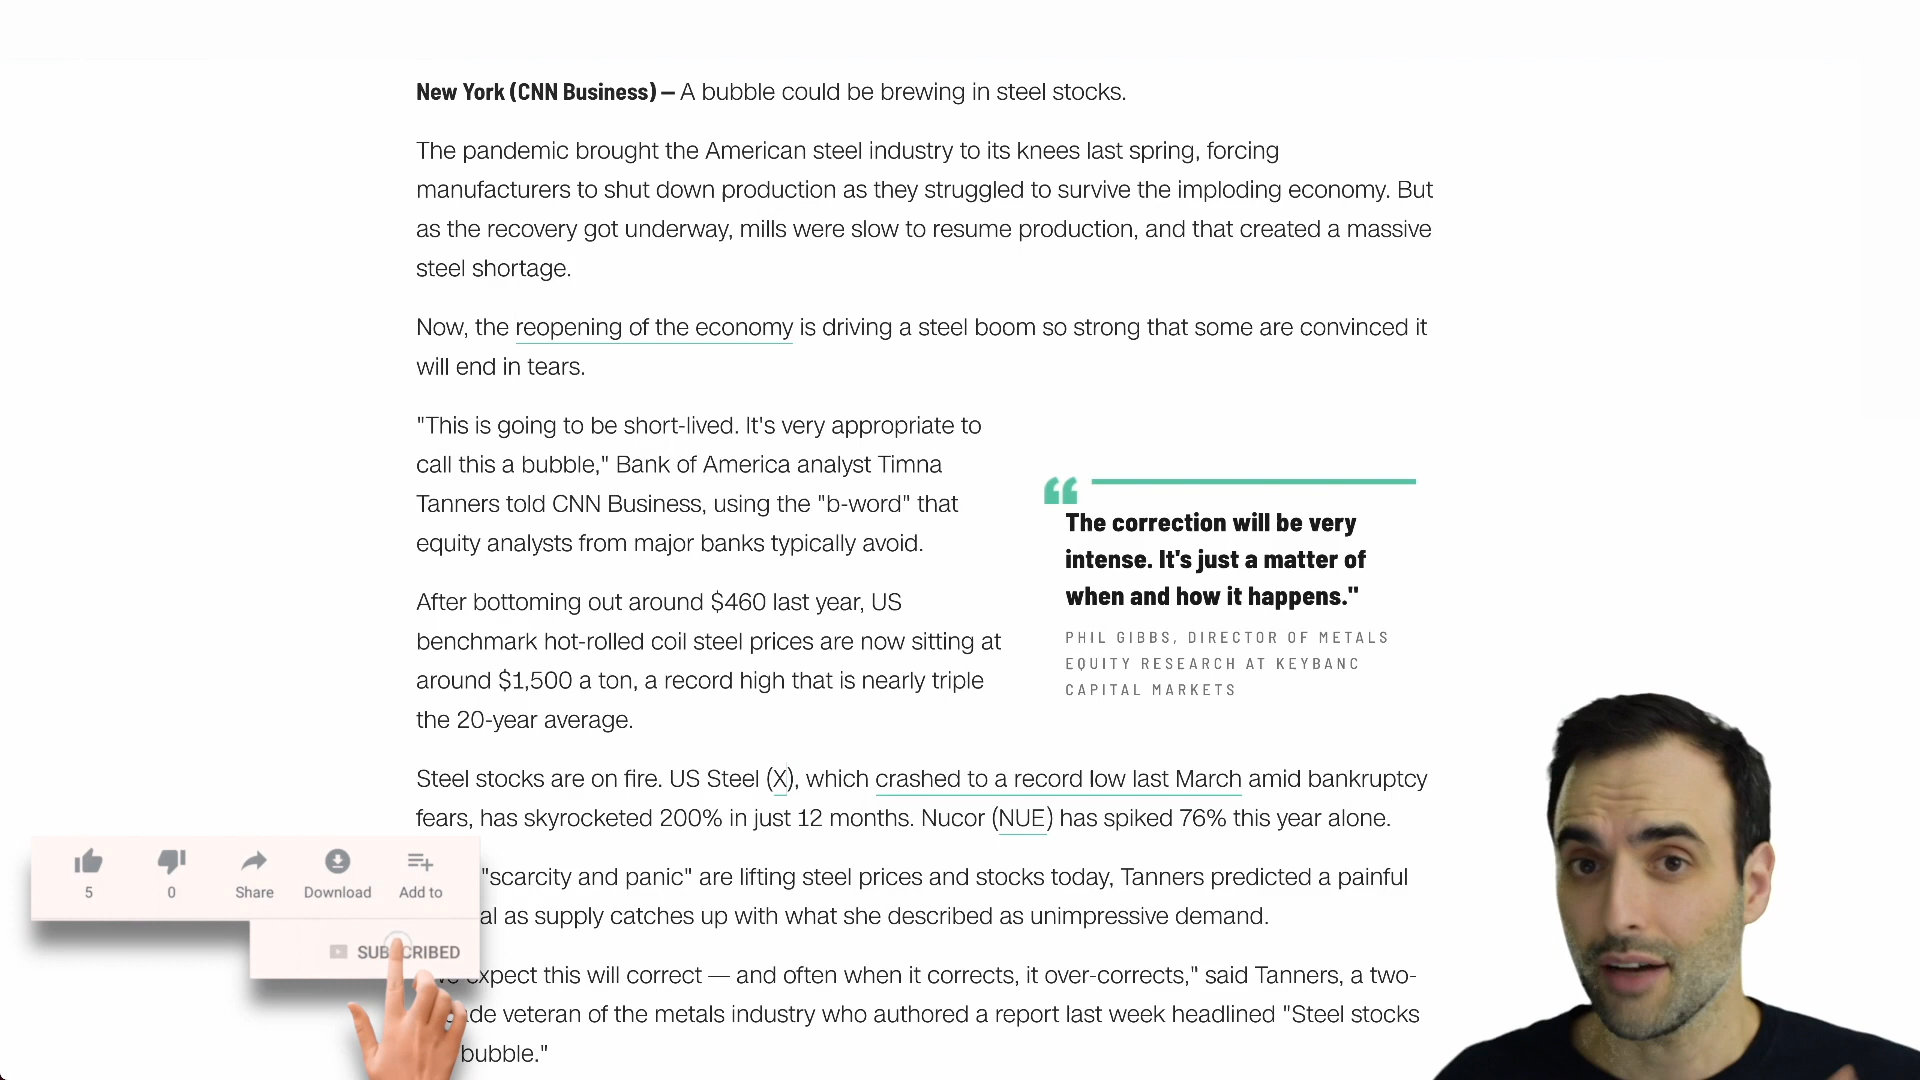 New York (CNN Business) — A bubble could be brewing in steel stocks.
The pandemic brought the American steel industry to its knees last spring, forcing
manufacturers to shut down production as they struggled to survive the imploding economy. But
as the recovery got underway, mills were slow to resume production, and that created a massive
steel shortage.
Now, the reopening of the economy is driving a steel boom so strong that some are convinced it
will end in tears.
"This is going to be short-lived. It's very appropriate to
call this a bubble," Bank of America analyst Timna
Tanners told CNN Business, using the "b-word" that
equity analysts from major banks typically avoid.
After bottoming out around $460 last year, US
benchmark hot-rolled coil steel prices are now sitting at
around $1,500 a ton, a record high that is nearly triple
the 20-year average.
“
The correction will be very
intense. It's just a matter of
when and how it happens."
PHIL GIBBS, DIRECTOR OF METALS
EQUITY RESEARCH AT KEYBANC
CAPITAL MARKETS
Steel stocks are on fire. US Steel (X), which crashed to a record low last March amid bankruptcy
fears, has skyrocketed 200% in just 12 months. Nucor (NUE) has spiked 76% this year alone.
"scarcity and panic" are lifting steel prices and stocks today, Tanners predicted a painful
as supply catches up with what she described as unimpressive demand.
expect this will correct — and often when it corrects, it over-corrects," said Tanners, a two-
veteran of the metals industry who authored a report last week headlined "Steel stocks
bubble."
5 0 Share Download Add to
SUBSCRIBED